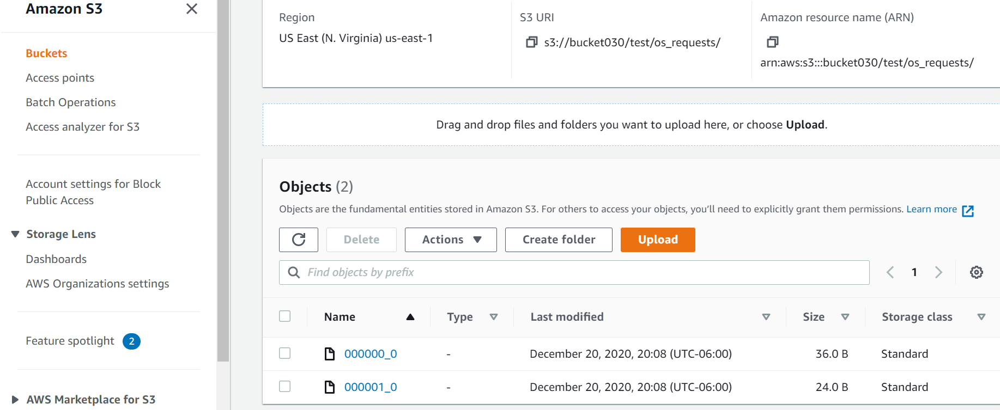 Amazon S3
Buckets
Access points
Batch Operations
Access analyzer for S3
Account settings for Block
Public Access
Storage Lens
Dashboards
AWS Organizations settings
Feature spotlight 2
AWS Marketplace for S3
Region
US East (N. Virginia) us-east-1
S3 URI
s3://bucket030/test/os_requests/
Amazon resource name (ARN)
arn:aws:s3:::bucket030/test/os_requests/
Drag and drop files and folders you want to upload here, or choose Upload.
Objects (2)
Objects are the fundamental entities stored in Amazon S3. For others to access your objects, you’ll need to explicitly grant them permissions. Learn more
Delete Actions Create folder Upload
Find objects by prefix 1
Name Type Last modified Size Storage class
000000_0 - December 20, 2020, 20:08 (UTC-06:00) 36.0 B Standard
000001_0 - December 20, 2020, 20:08 (UTC-06:00) 24.0 B Standard